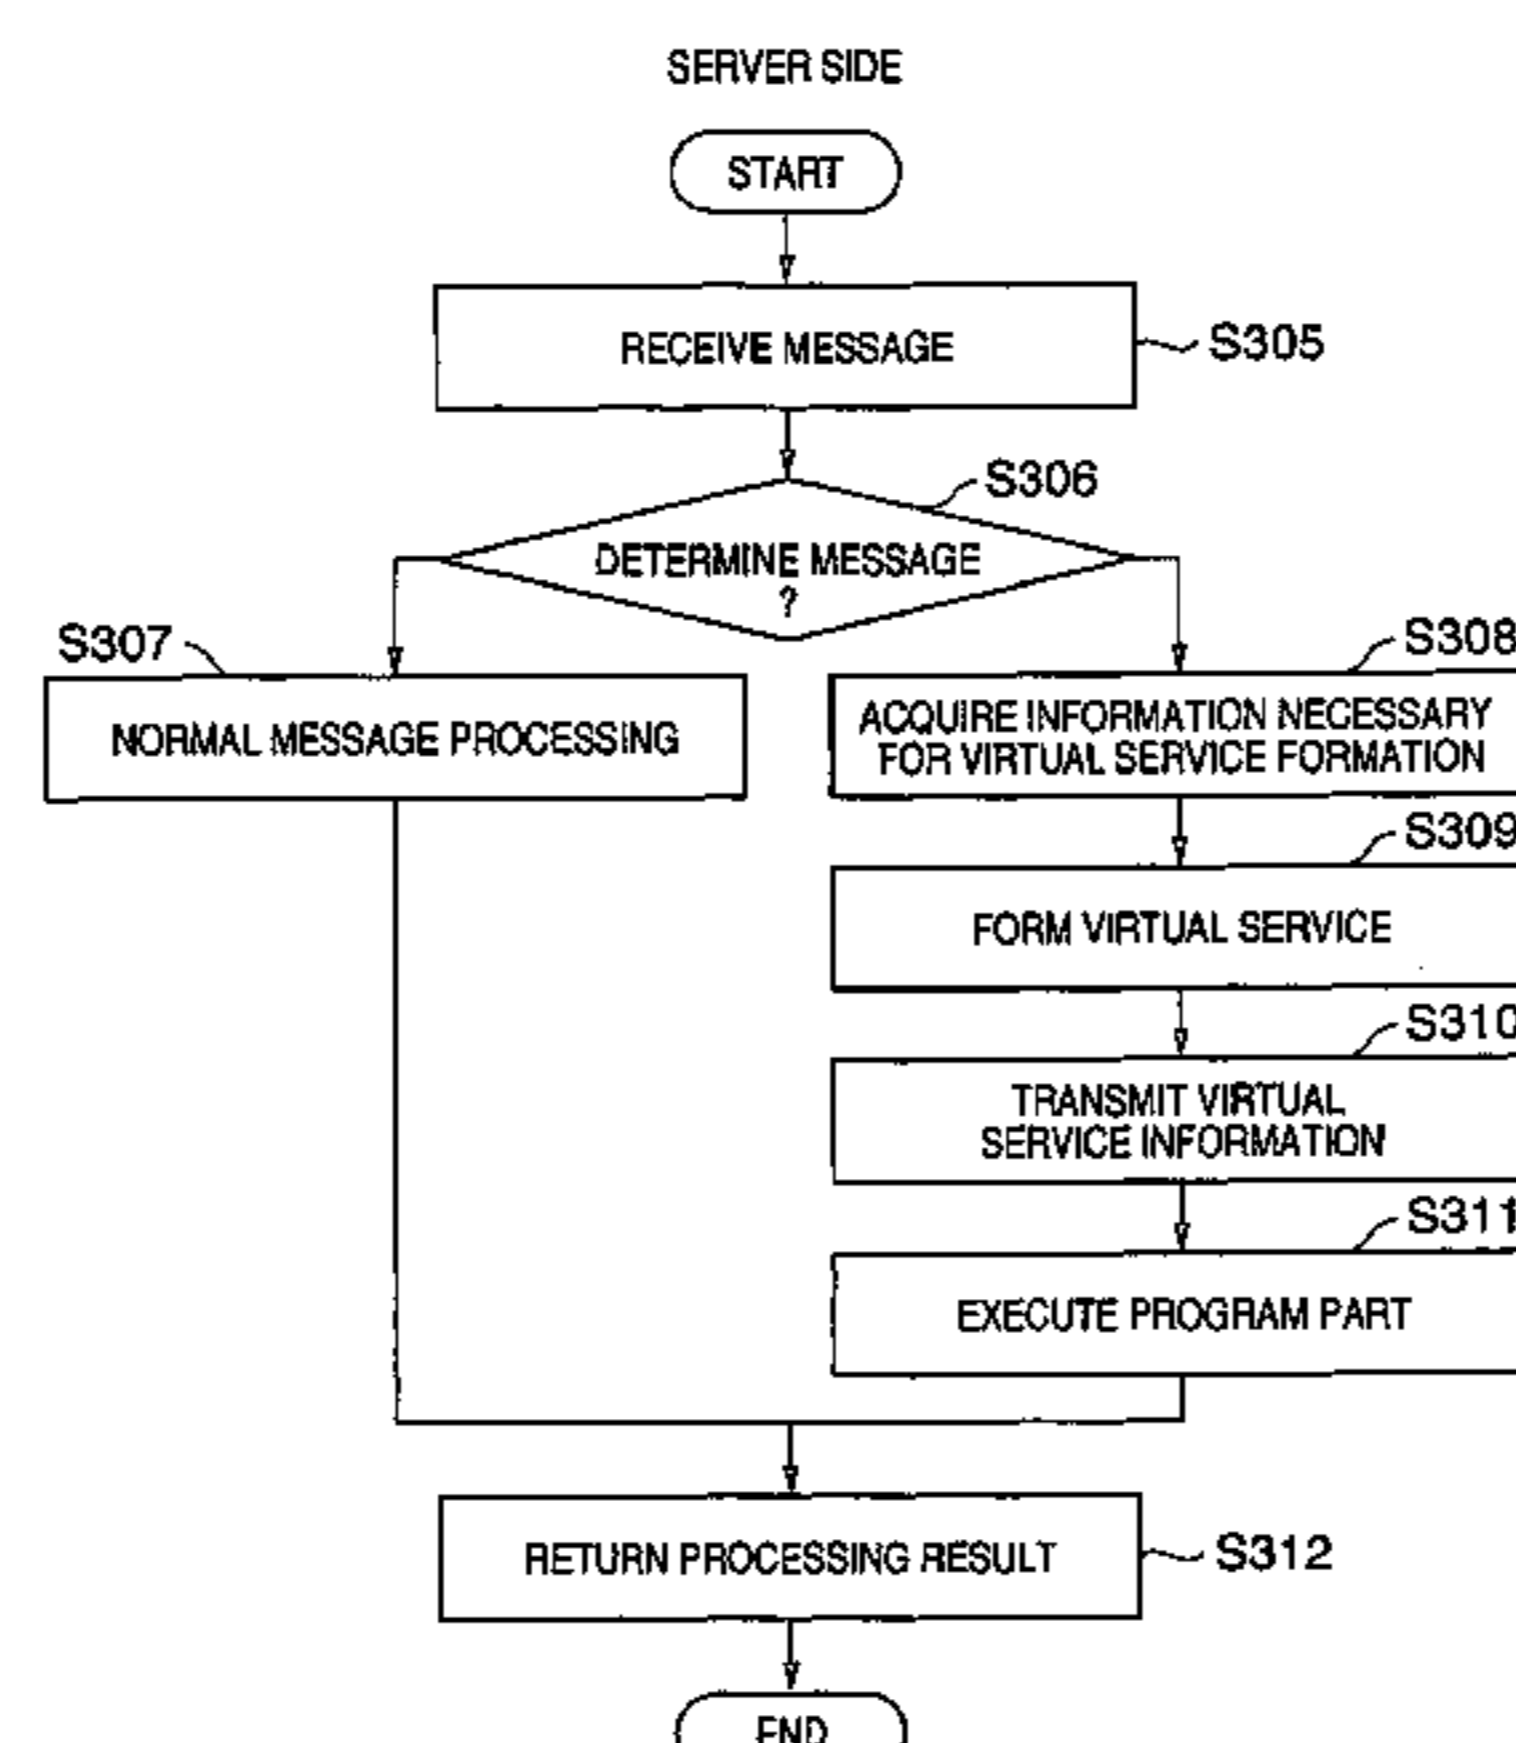 SERVER SIDE
START
RECEIVE MESSAGE
S305
S306
DETERMINE MESSAGE
?
S307
NORMAL MESSAGE PROCESSING
S308
ACQUIRE INFORMATION NECESSARY
FOR VIRTUAL SERVICE FORMATION
S309
FORM VIRTUAL SERVICE
S310
TRANSMIT VIRTUAL
SERVICE INFORMATION
S311
EXECUTE PROGRAM PART
RETURN PROCESSING RESULT
S312
END